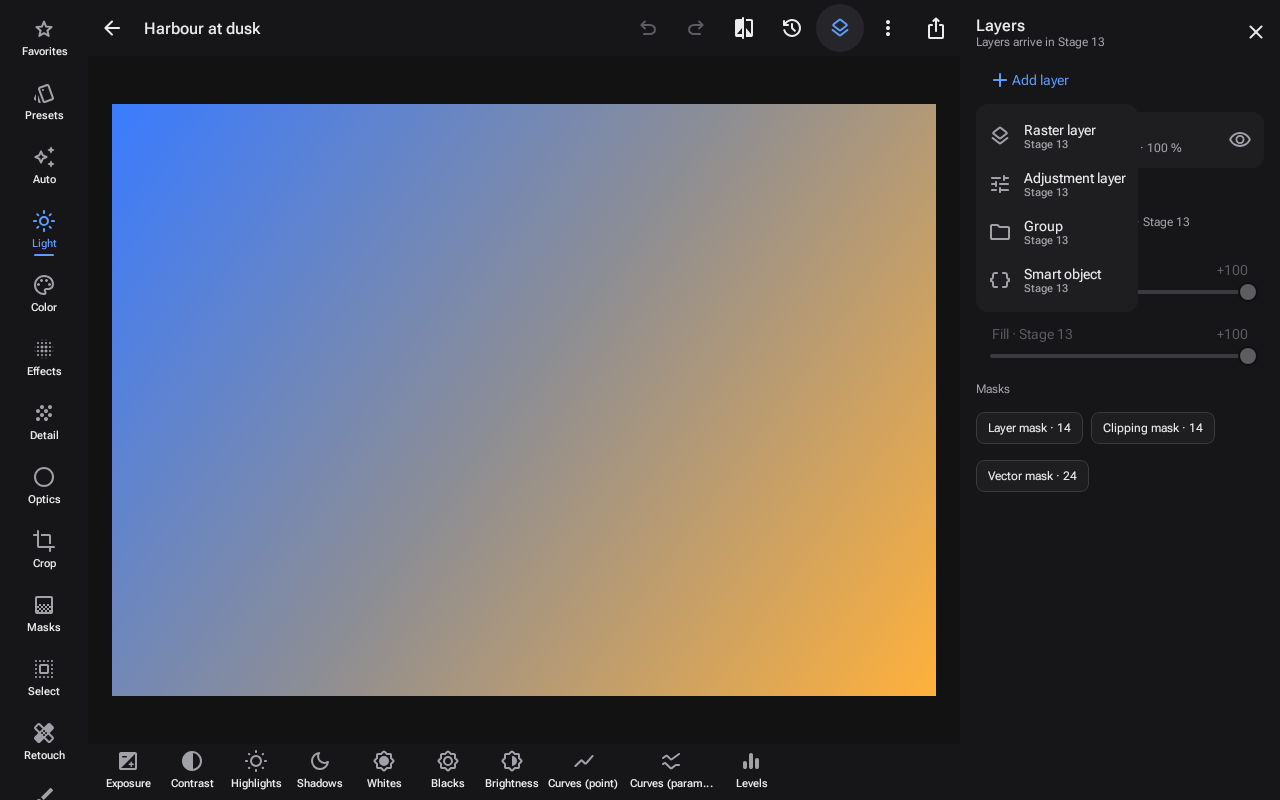 Favorites
Presets
Auto
Light
Color
Effects
Detail
Optics
Crop
Masks
Select
Retouch
Harbour at dusk
Exposure
Contrast
Highlights
Shadows
Whites
Blacks
Brightness
Curves (point)
Curves (param...
Levels
Layers
Layers arrive in Stage 13
Add layer
Raster layer
Stage 13
· 100 %
Adjustment layer
Stage 13
· Stage 13
Group
Stage 13
+100
Smart object
Stage 13
Fill · Stage 13
+100
Masks
Layer mask · 14
Clipping mask · 14
Vector mask · 24